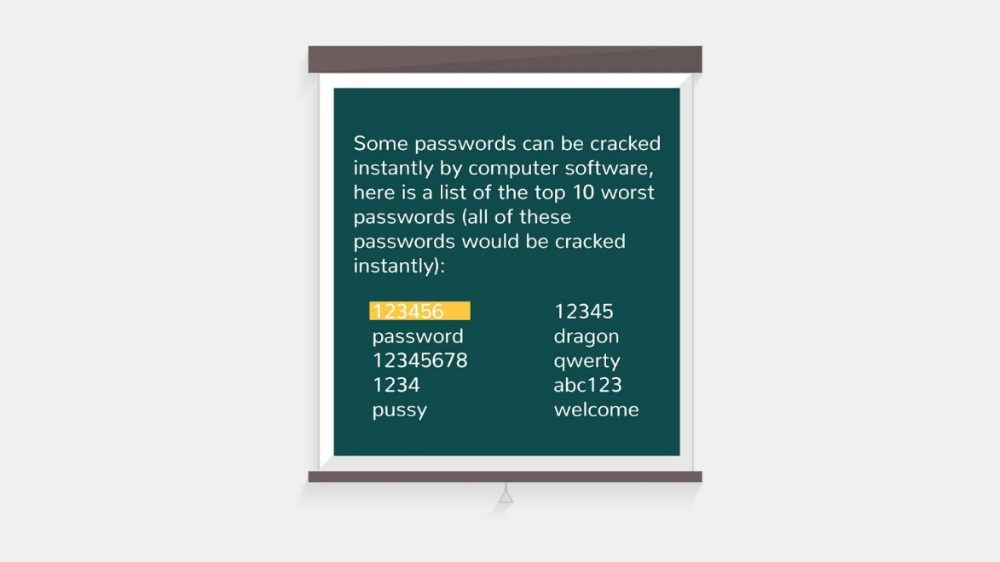 Some passwords can be cracked
instantly by computer software,
here is a list of the top 10 worst
passwords (all of these
passwords would be cracked
instantly):
123456
password
12345678
1234
pussy
12345
dragon
qwerty
abc123
welcome